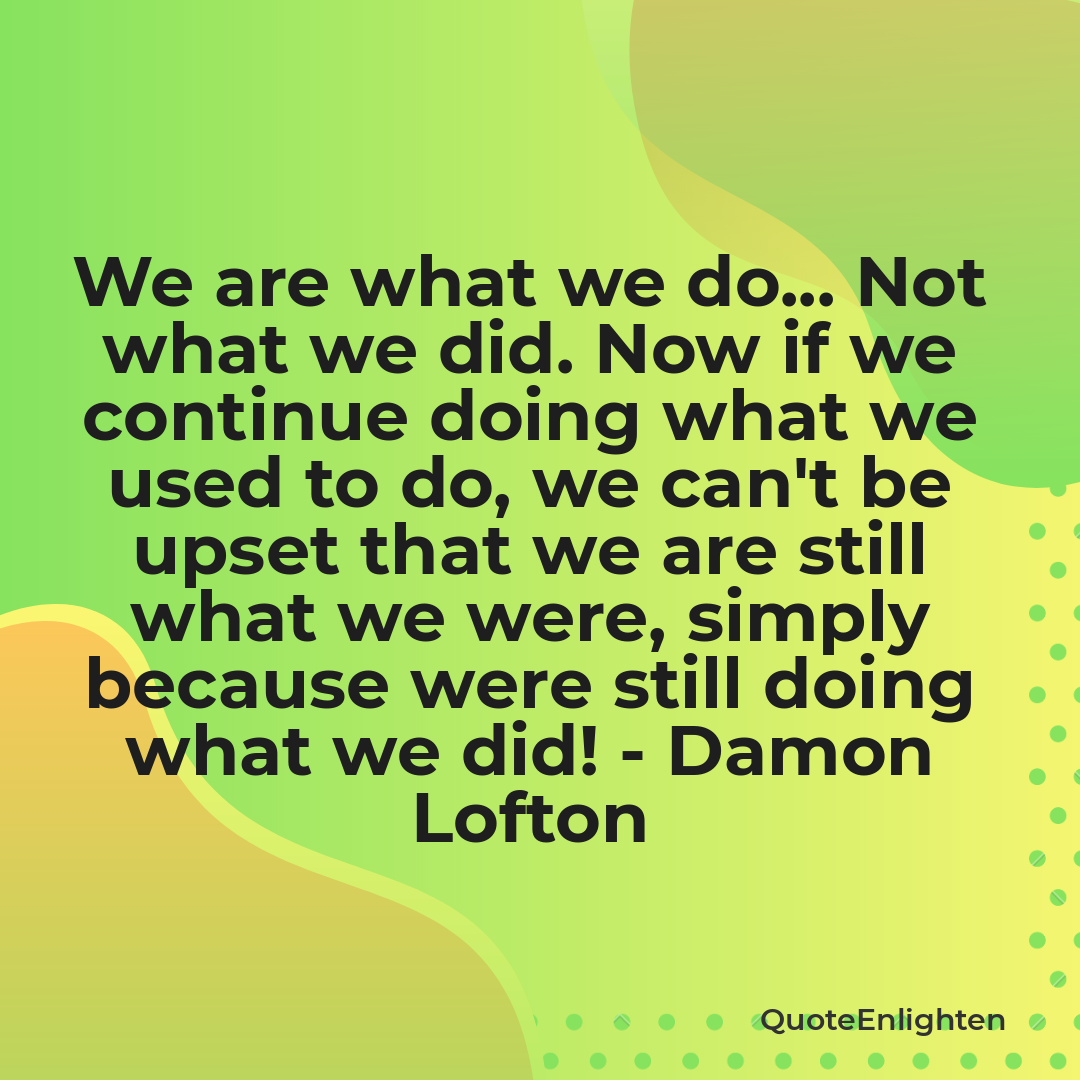 We are what we do... Not
what we did. Now if we
continue doing what we
used to do, we can't be
upset that we are still
what we were, simply
because were still doing
what we did! - Damon
Lofton
QuoteEnlighten